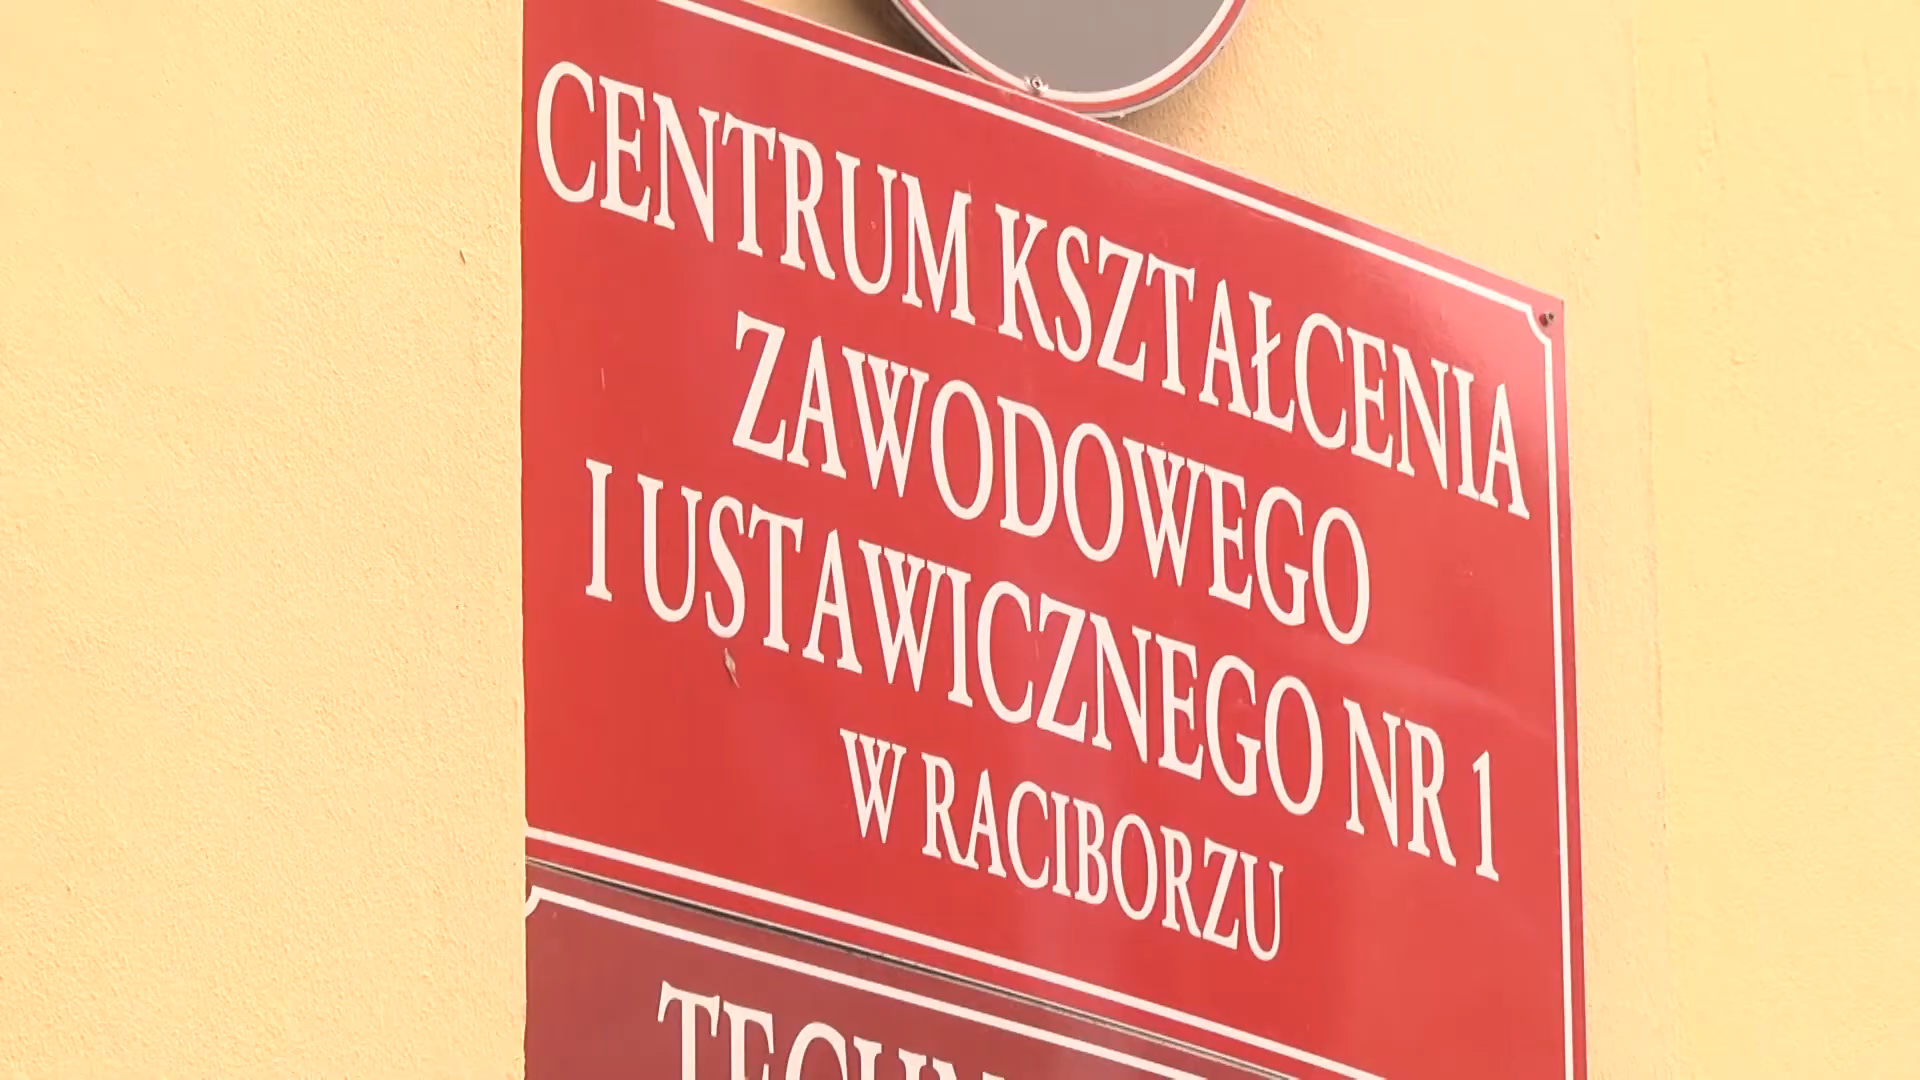 CENTRUM KSZTAŁCENIA
ZAWODOWEGO
I USTAWICZNEGO NR 1
W RACIBORZU